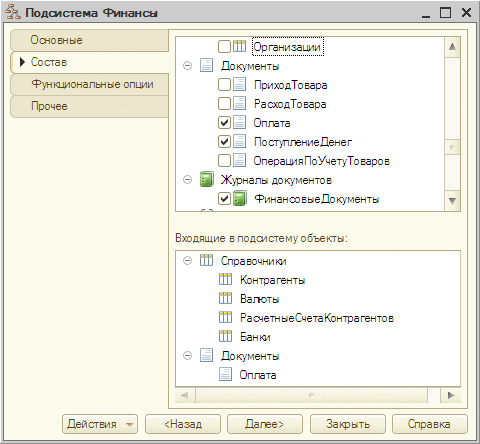 Подсистема Финансы
Основные
Состав
Функциональные опции
Прочее
Организации
Документы
ПриходТовара
РасходТовара
Оплата
ПоступлениеДенег
ОперацияПоУчетуТоваров
Журналы документов
ФинансовыеДокументы
Входящие в подсистему объекты:
Справочники
Контрагенты
Валюты
РасчетныеСчетаКонтрагентов
Банки
Документы
Оплата
Действия
<Назад
Далее>
Закрыть
Справка